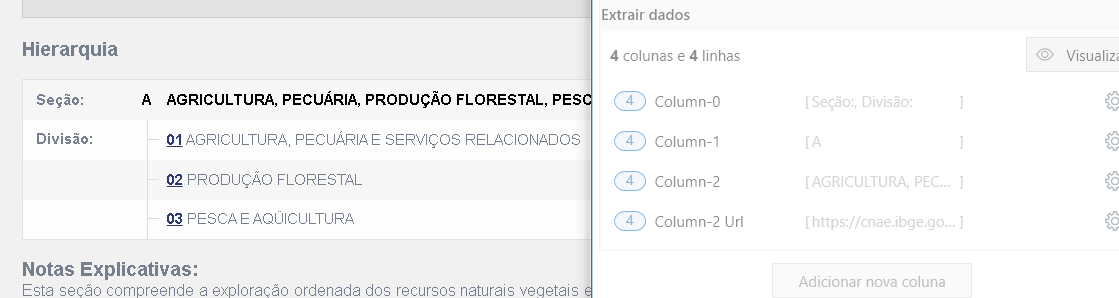 Hierarquia
Seção: A AGRICULTURA, PECUÁRIA, PRODUÇÃO FLORESTAL, PESC
Divisão: 01 AGRICULTURA, PECUÁRIA E SERVIÇOS RELACIONADOS
02 PRODUÇÃO FLORESTAL
03 PESCA E AQÜICULTURA
Notas Explicativas:
Esta seção compreende a exploração ordenada dos recursos naturais vegetais e
Extrair dados
4 colunas e 4 linhas
Visualiza
4 Column-0 [Seção:, Divisão: ]
4 Column-1 [A ]
4 Column-2 [AGRICULTURA, PEC... ]
4 Column-2 Url [https://cnae.ibge.go... ]
Adicionar nova coluna